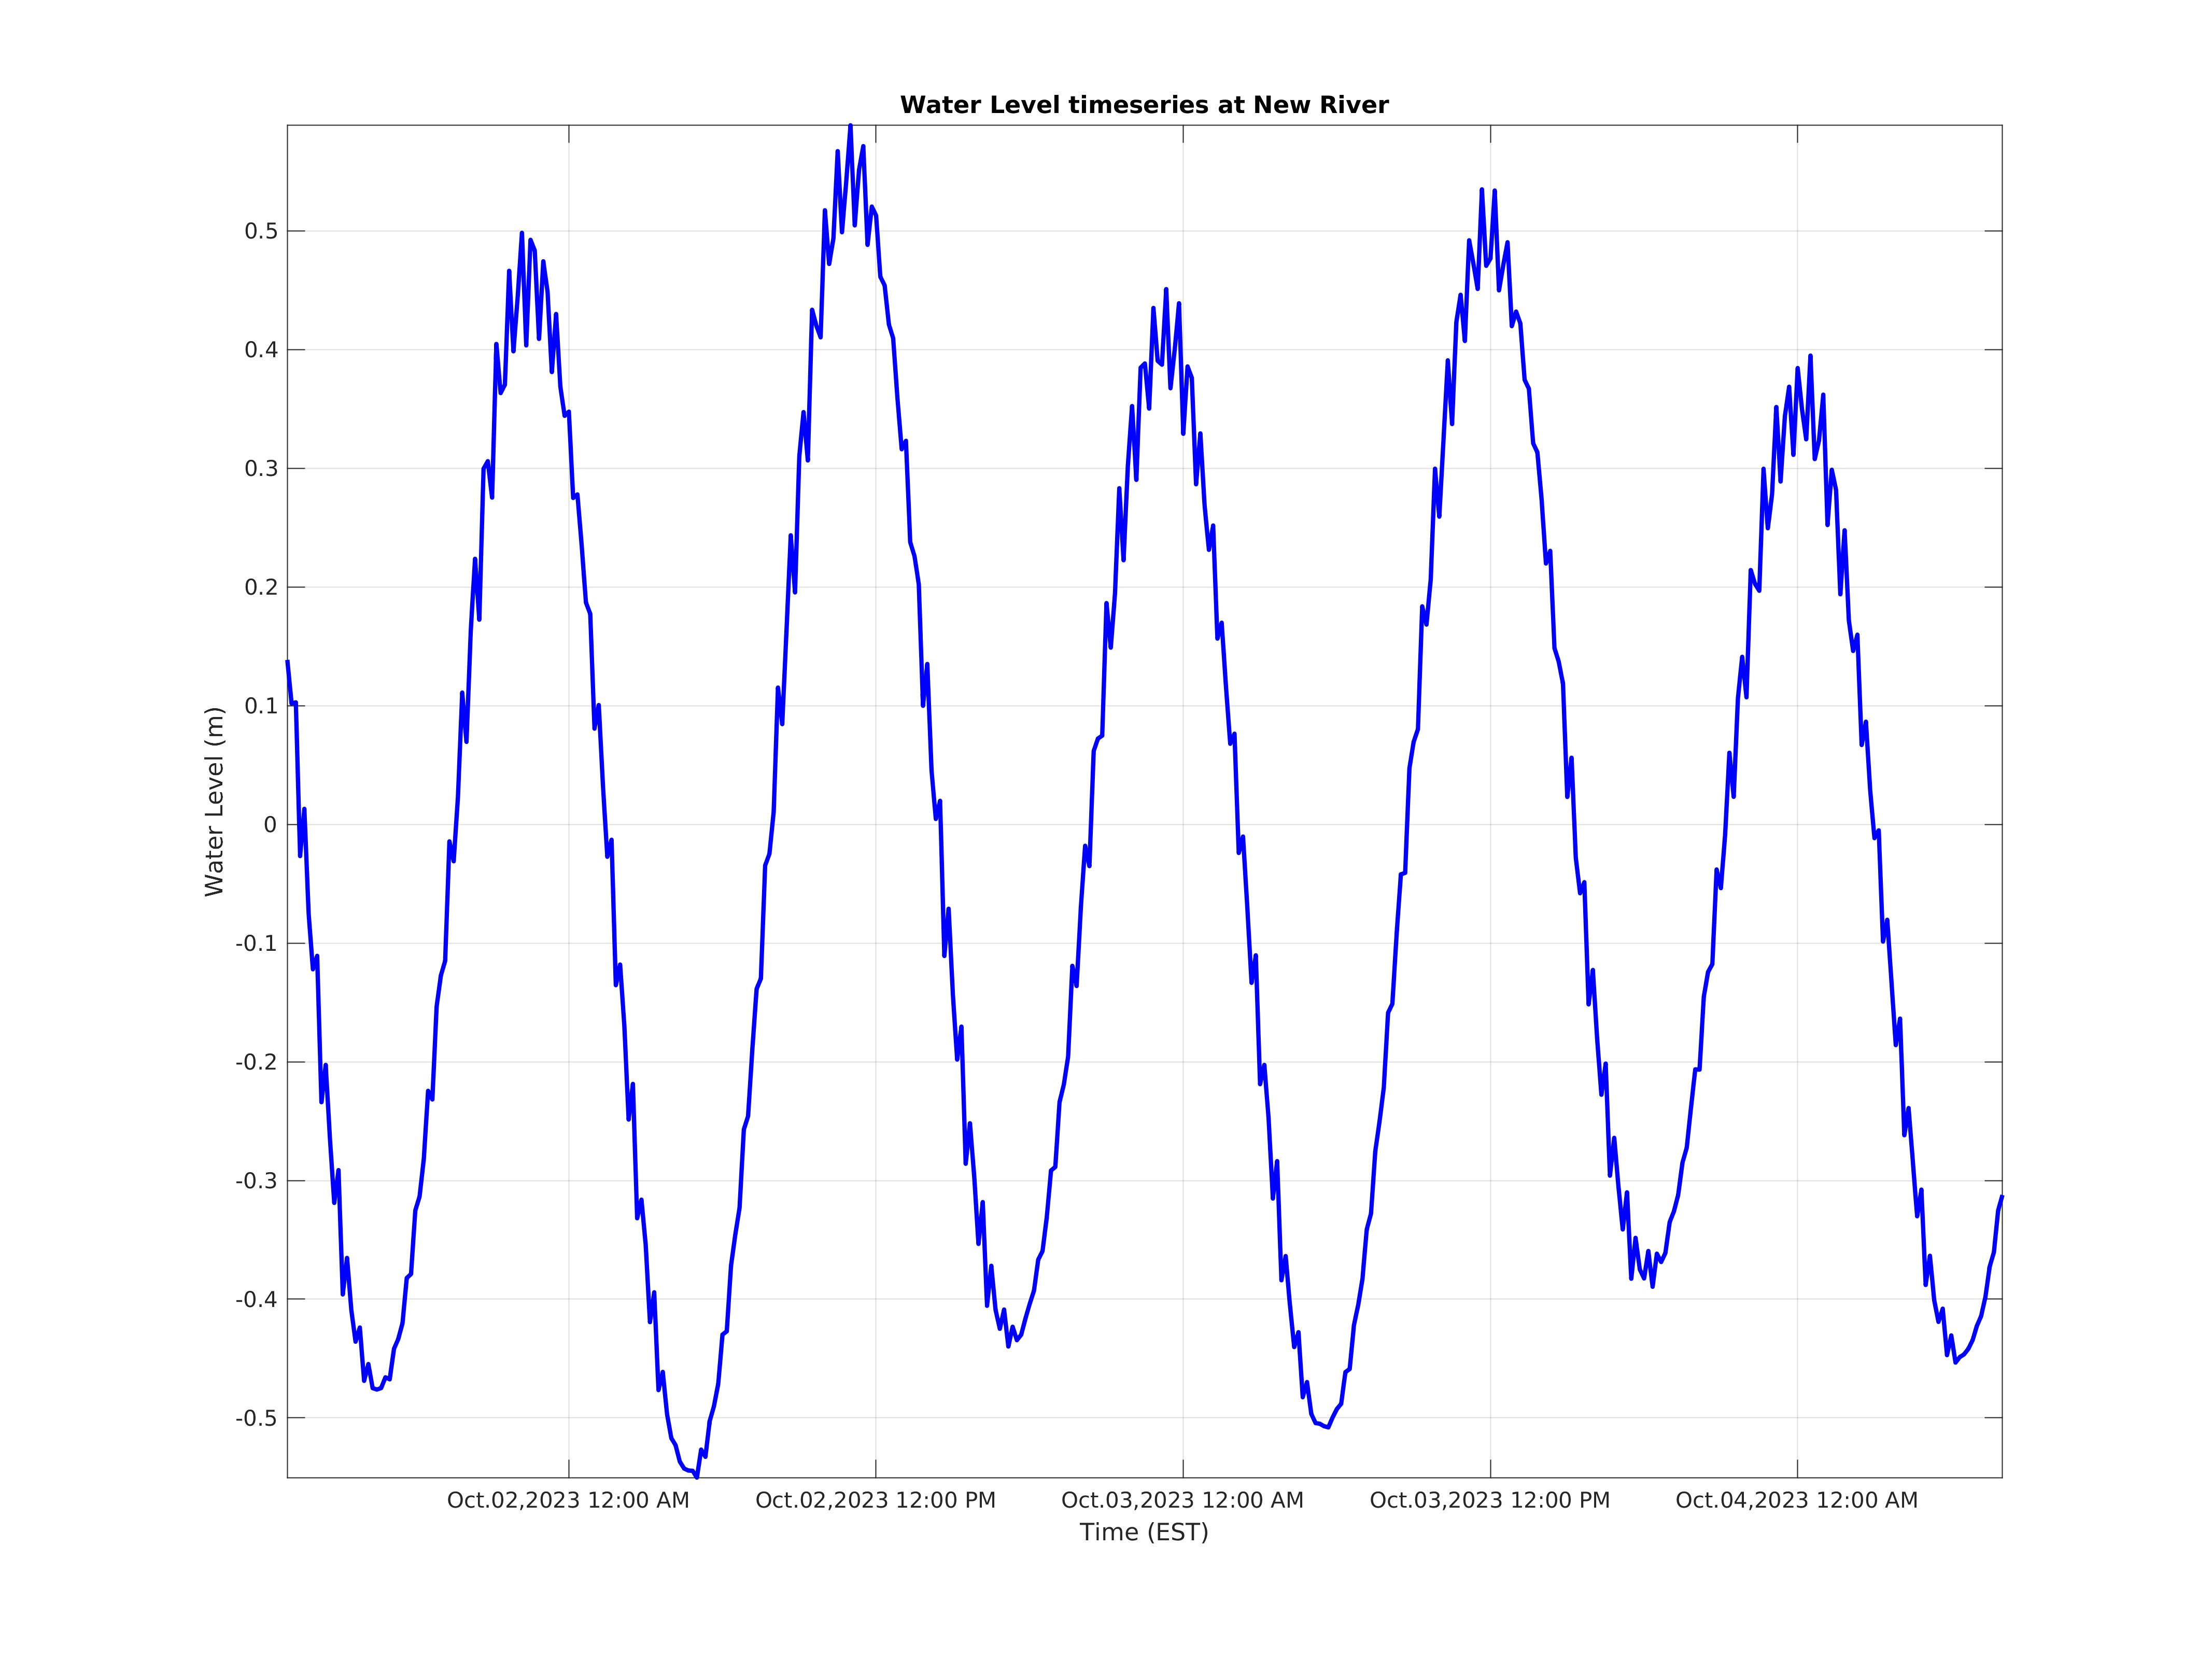 Water Level timeseries at New River
0.5
0.4
0.3
0.2
0.1
0
-0.1
-0.2
-0.3
-0.4
-0.5
Water Level (m)
Oct.02,2023 12:00 AM Oct.02,2023 12:00 PM Oct.03,2023 12:00 AM Oct.03,2023 12:00 PM Oct.04,2023 12:00 AM
Time (EST)